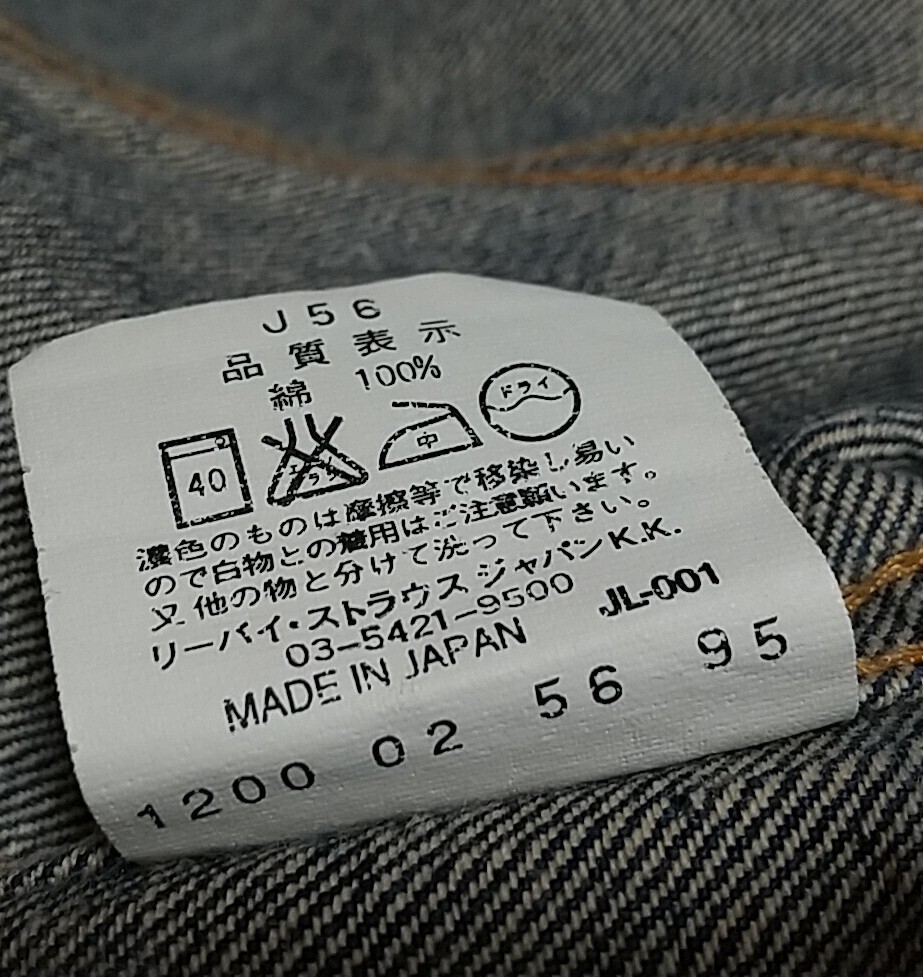 J56
品質表示
綿 100%
40 エンソ 中 ドライ
濃色のものは摩擦等で移染し易い
ので白物との着用はご注意願います。
又他の物と分けて洗って下さい。
リーバイ・ストラウス ジャパンK.K.
03-5421-9500 JL-001
MADE IN JAPAN
1200 02 56 95